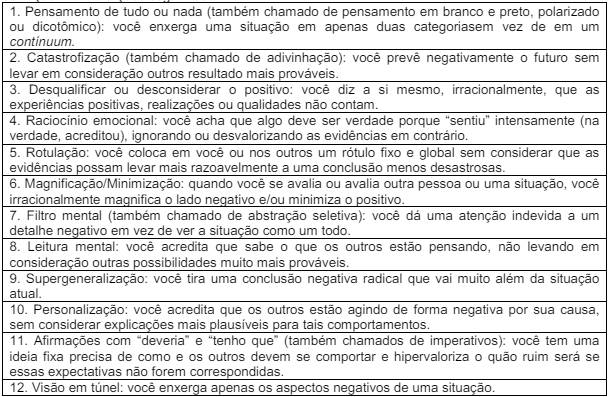 1. Pensamento de tudo ou nada (também chamado de pensamento em branco e preto, polarizado
ou dicotômico): você enxerga uma situação em apenas duas categoriasem vez de em um
continuum.
2. Catastrofização (também chamado de adivinhação): você prevê negativamente o futuro sem
levar em consideração outros resultado mais prováveis.
3. Desqualificar ou desconsiderar o positivo: você diz a si mesmo, irracionalmente, que as
experiências positivas, realizações ou qualidades não contam.
4. Raciocínio emocional: você acha que algo deve ser verdade porque “sentiu” intensamente (na
verdade, acreditou), ignorando ou desvalorizando as evidências em contrário.
5. Rotulação: você coloca em você ou nos outros um rótulo fixo e global sem considerar que as
evidências possam levar mais razoavelmente a uma conclusão menos desastrosas.
6. Magnificação/Minimização: quando você se avalia ou avalia outra pessoa ou uma situação, você
irracionalmente magnifica o lado negativo e/ou minimiza o positivo.
7. Filtro mental (também chamado de abstração seletiva): você dá uma atenção indevida a um
detalhe negativo em vez de ver a situação como um todo.
8. Leitura mental: você acredita que sabe o que os outros estão pensando, não levando em
consideração outras possibilidades muito mais prováveis.
9. Supergeneralização: você tira uma conclusão negativa radical que vai muito além da situação
atual.
10. Personalização: você acredita que os outros estão agindo de forma negativa por sua causa,
sem considerar explicações mais plausíveis para tais comportamentos.
11. Afirmações com “deveria” e “tenho que” (também chamados de imperativos): você tem uma
ideia fixa precisa de como e os outros devem se comportar e hipervaloriza o quão ruim será se
essas expectativas não forem correspondidas.
12. Visão em túnel: você enxerga apenas os aspectos negativos de uma situação.